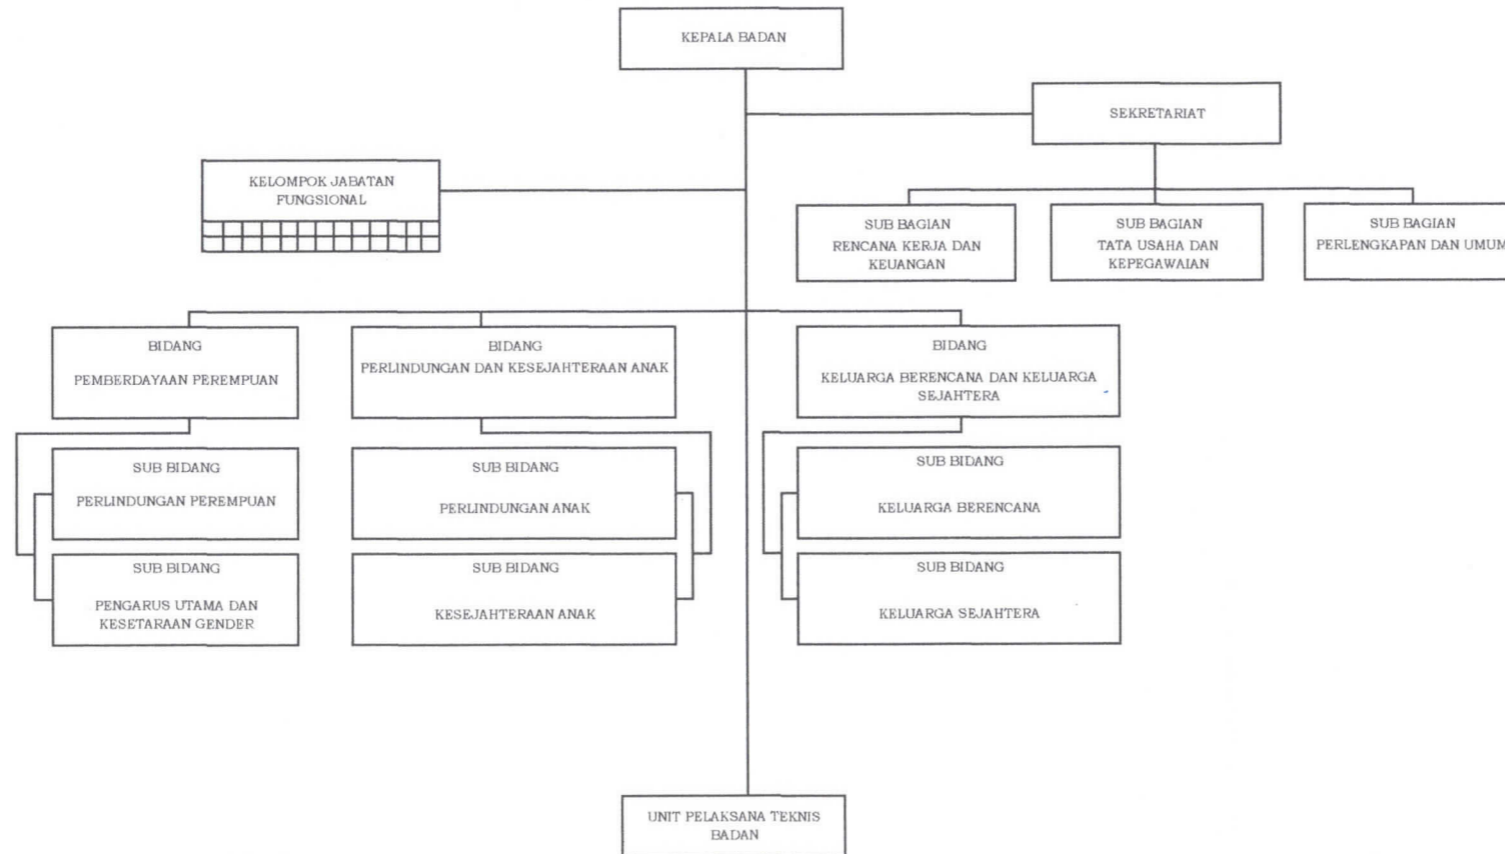 KEPALA BADAN
SEKRETARIAT
KELOMPOK JABATAN
FUNGSIONAL
SUB BAGIAN
RENCANA KERJA DAN
KEUANGAN
SUB BAGIAN
TATA USAHA DAN
KEPEGAWAIAN
SUB BAGIAN
PERLENGKAPAN DAN UMUM
BIDANG
PEMBERDAYAAN PEREMPUAN
BIDANG
PERLINDUNGAN DAN KESEJAHTERAAN ANAK
BIDANG
KELUARGA BERENCANA DAN KELUARGA
SEJAHTERA
SUB BIDANG
PERLINDUNGAN PEREMPUAN
SUB BIDANG
PERLINDUNGAN ANAK
SUB BIDANG
KELUARGA BERENCANA
SUB BIDANG
PENGARUS UTAMA DAN
KESETARAAN GENDER
SUB BIDANG
KESEJAHTERAAN ANAK
SUB BIDANG
KELUARGA SEJAHTERA
UNIT PELAKSANA TEKNIS
BADAN